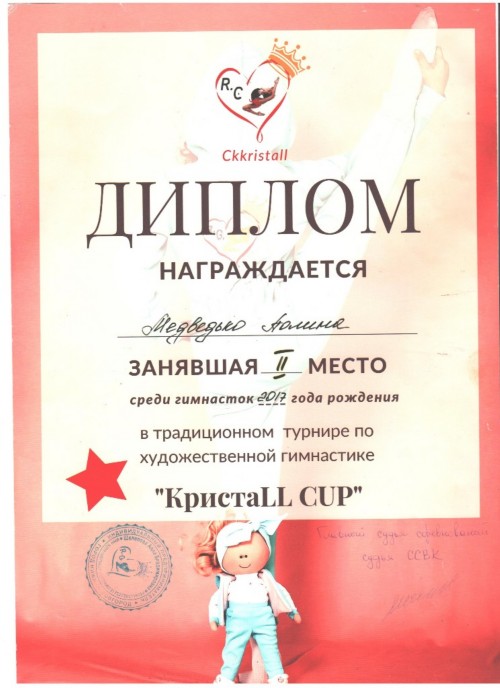 R.C.
Ckkristall
ДИПЛОМ
НАГРАЖДАЕТСЯ
Медведько Полина
ЗАНЯВШАЯ II МЕСТО
среди гимнасток 2017 года рождения
в традиционном турнире по
художественной гимнастике
"КристаLL CUP"
Главный судья соревнований
судья ССВК